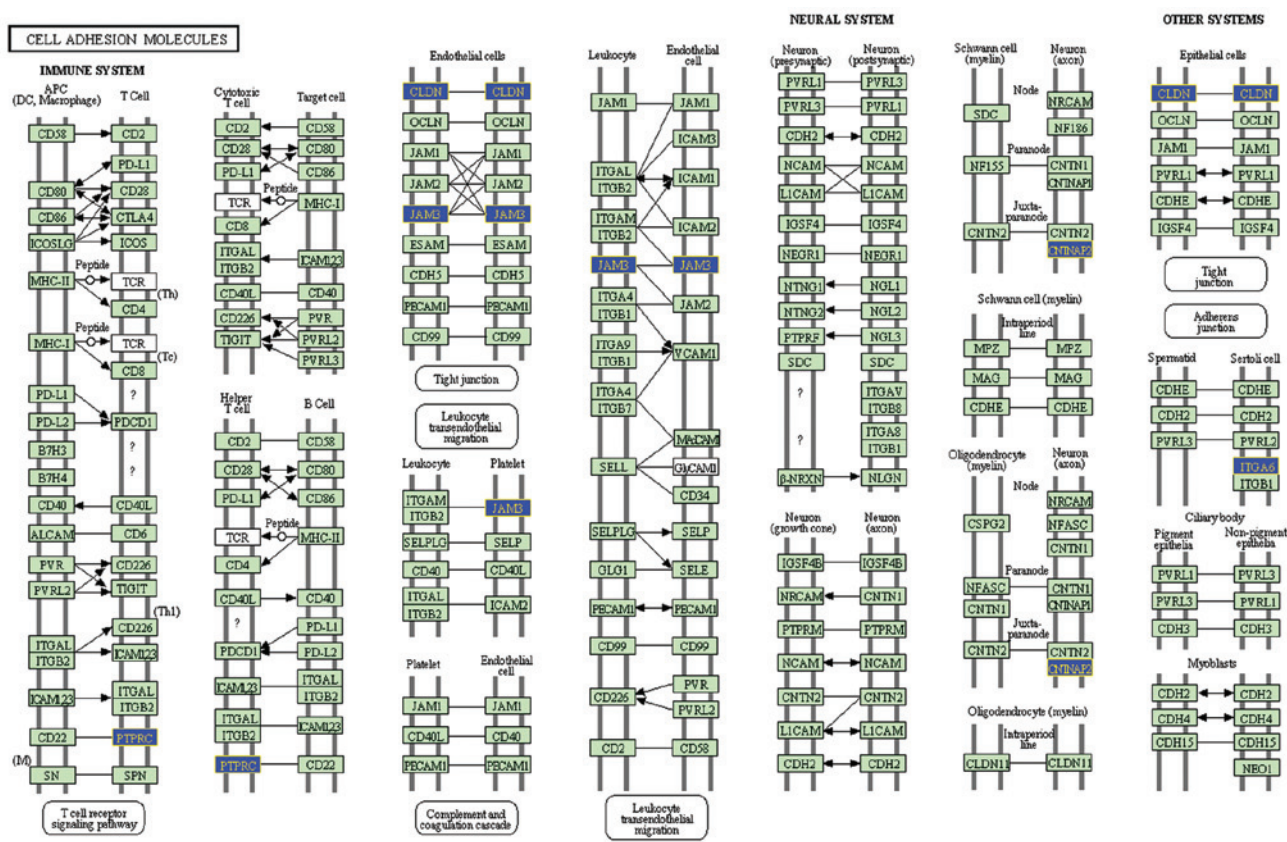 CELL ADHESION MOLECULES
IMMUNE SYSTEM
APC
(DC, Macrophage)
T Cell
CD58
CD2
PD-L1
CD80
CD28
CD86
CTLA4
ICOSLG
ICOS
Peptide
MHC-II
TCR
(Th)
CD4
Peptide
MHC-I
TCR
(Tc)
CD8
PD-L1
?
PD-L2
PDCD1
B7H3
?
B7H4
?
CD40
CD40L
ALCAM
CD6
PVR
CD226
PVRL2
TIGIT
(Th1)
CD226
ITGAL
ITGB2
ICAM123
ICAM123
ITGAL
ITGB2
CD22
PTPRC
(M)
SN
SPN
T cell receptor
signaling pathway
Cytotoxic
T cell
Target cell
CD2
CD58
CD28
CD80
PD-L1
CD86
Peptide
TCR
MHC-I
CD8
ITGAL
ITGB2
ICAM123
CD40L
CD40
CD226
PVR
TIGIT
PVRL2
PVRL3
Helper
T cell
B Cell
CD2
CD58
CD28
CD80
PD-L1
CD86
Peptide
TCR
MHC-II
CD4
CD40L
CD40
?
PD-L1
PDCD1
PD-L2
ICAM123
ITGAL
ITGB2
ITGAL
ITGB2
ICAM123
PTPRC
CD22
Endothelial cells
CLDN
CLDN
OCLN
OCLN
JAM1
JAM1
JAM2
JAM2
JAM3
JAM3
ESAM
ESAM
CDH5
CDH5
PECAM1
PECAM1
CD99
CD99
Tight junction
Leukocyte
transendothelial
migration
Leukocyte
Platelet
ITGAM
ITGB2
JAM3
SELPLG
SELP
CD40
CD40L
ITGAL
ITGB2
ICAM2
Platelet
Endothelial
cell
JAM1
JAM1
CD40L
CD40
PECAM1
PECAM1
Complement and
coagulation cascade
Leukocyte
Endothelial
cell
JAM1
JAM1
ICAM3
ITGAL
ITGB2
ICAM1
ITGAM
ITGB2
ICAM2
JAM3
JAM3
ITGA4
ITGB1
JAM2
ITGA9
ITGB1
VCAM1
ITGA4
ITGB7
MAdCAM1
SELL
GlyCAM1
CD34
SELPLG
SELP
GLG1
SELE
PECAM1
PECAM1
CD99
CD99
CD226
PVR
PVRL2
CD2
CD58
Leukocyte
transendothelial
migration
NEURAL SYSTEM
Neuron
(presynaptic)
Neuron
(postsynaptic)
PVRL1
PVRL3
PVRL3
PVRL1
CDH2
CDH2
NCAM
NCAM
L1CAM
L1CAM
IGSF4
IGSF4
NEGR1
NEGR1
NTNG1
NGL1
NTNG2
NGL2
PTPRF
NGL3
SDC
SDC
?
ITGAV
ITGB8
?
ITGA8
ITGB1
β-NRXN
NLGN
Neuron
(growth cone)
Neuron
(axon)
IGSF4B
IGSF4B
NRCAM
CNTN1
PTPRM
PTPRM
NCAM
NCAM
CNTN2
CNTN2
L1CAM
L1CAM
CDH2
CDH2
Schwann cell
(myelin)
Neuron
(axon)
Node
NRCAM
SDC
NF186
Paranode
NF155
CNTN1
CNTNAP1
Juxta-
paranode
CNTN2
CNTN2
CNTNAP2
Schwann cell (myelin)
Intraperiod
line
MPZ
MPZ
MAG
MAG
CDHE
CDHE
Oligodendrocyte
(myelin)
Neuron
(axon)
Node
NRCAM
CSPG2
NFASC
CNTN1
Paranode
NFASC
CNTN1
CNTN1
CNTNAP1
Juxta-
paranode
CNTN2
CNTN2
CNTNAP2
Oligodendrocyte (myelin)
Intraperiod
line
CLDN11
CLDN11
OTHER SYSTEMS
Epithelial cells
CLDN
CLDN
OCLN
OCLN
JAM1
JAM1
PVRL1
PVRL1
CDHE
CDHE
IGSF4
IGSF4
Tight
junction
Adherens
junction
Spermatid
Sertoli cell
CDHE
CDHE
CDH2
CDH2
PVRL3
PVRL2
ITGA6
ITGB1
Ciliary body
Pigment
epithelia
Non-pigment
epithelia
PVRL1
PVRL3
PVRL3
PVRL1
CDH3
CDH3
Myoblasts
CDH2
CDH2
CDH4
CDH4
CDH15
CDH15
NEO1